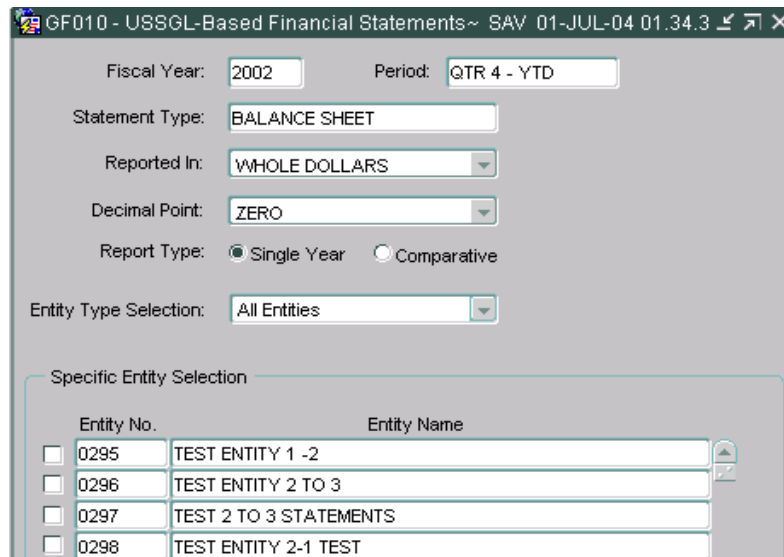 GF010 - USSGL-Based Financial Statements~ SAV 01-JUL-04 01.34.3
Fiscal Year: 2002 Period: QTR 4 - YTD
Statement Type: BALANCE SHEET
Reported In: WHOLE DOLLARS
Decimal Point: ZERO
Report Type: Single Year Comparative
Entity Type Selection: All Entities
Specific Entity Selection
Entity No. Entity Name
0295 TEST ENTITY 1 -2
0296 TEST ENTITY 2 TO 3
0297 TEST 2 TO 3 STATEMENTS
0298 TEST ENTITY 2-1 TEST